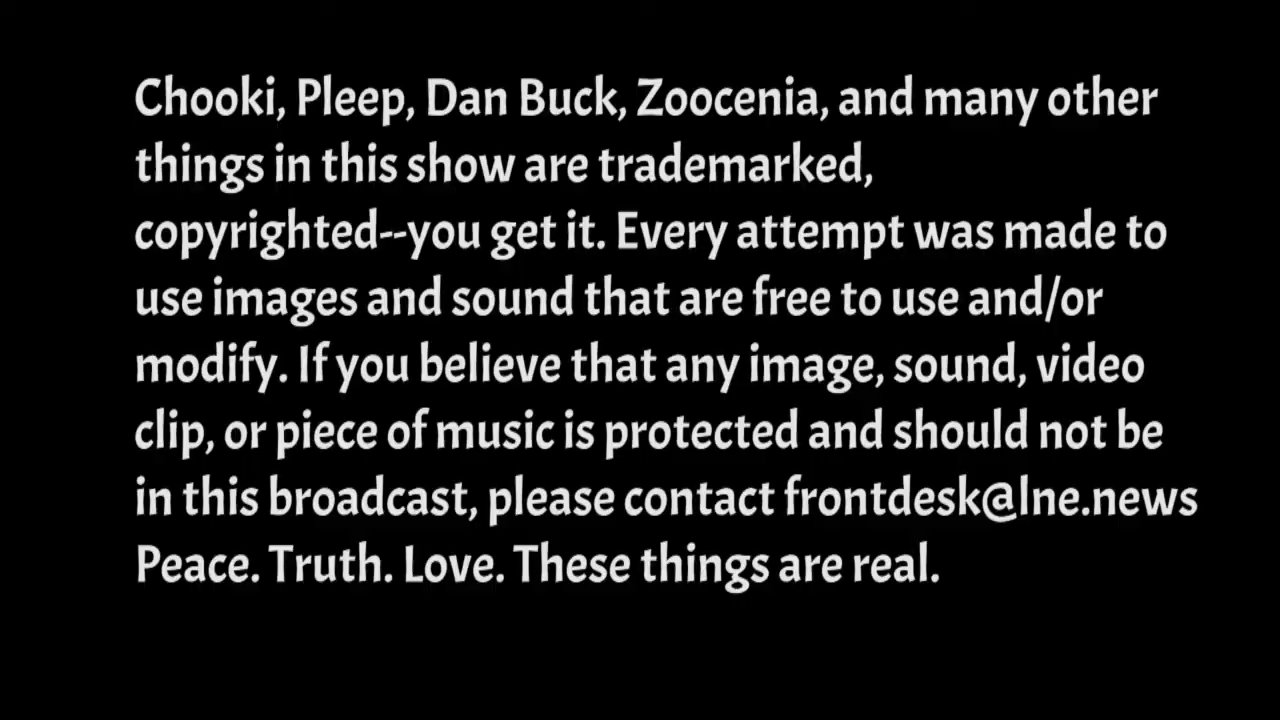 Chooki, Pleep, Dan Buck, Zoocenia, and many other
things in this show are trademarked,
copyrighted--you get it. Every attempt was made to
use images and sound that are free to use and/or
modify. If you believe that any image, sound, video
clip, or piece of music is protected and should not be
in this broadcast, please contact frontdesk@lne.news
Peace. Truth. Love. These things are real.